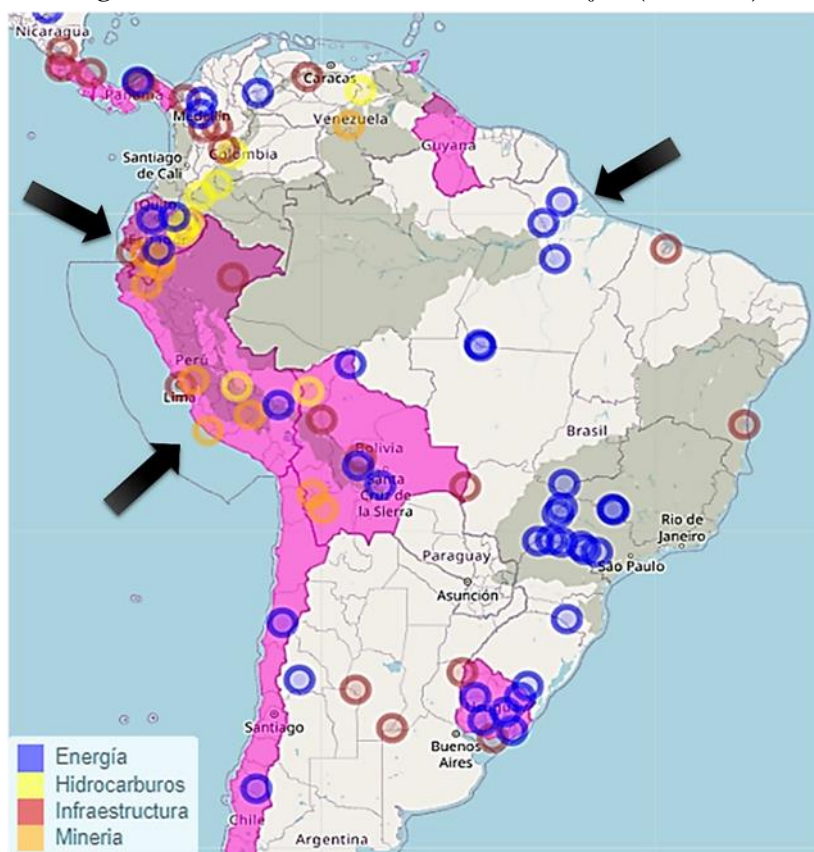 Nicaragua
Caracas
Panamá
Medellín
Venezuela
Guyana
Santiago
de Cali
Colombia
Quito
Perú
Lima
Brasil
Bolivia
Santa
Cruz de
la Sierra
Rio de
Janeiro
Paraguay
São Paulo
Asunción
Uruguay
Santiago
Buenos
Aires
Energía
Hidrocarburos
Infraestructura
Mineria
Chile
Argentina